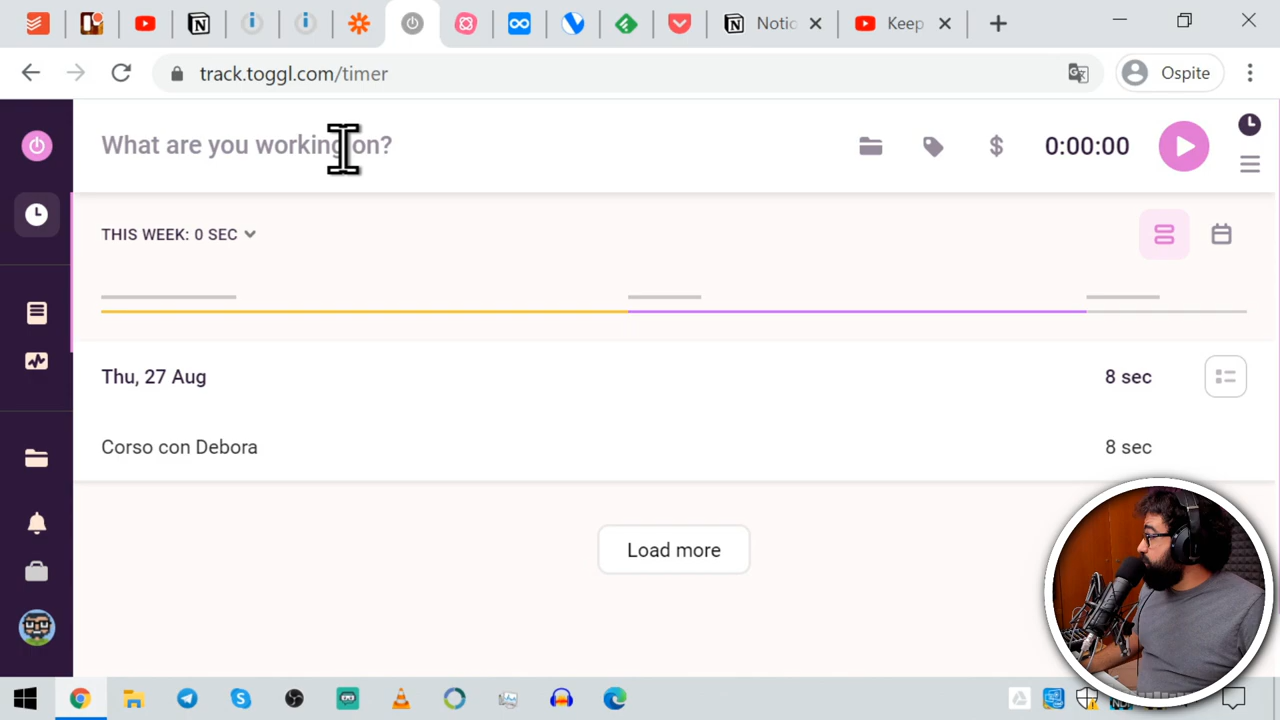 Notic
Keep
track.toggl.com/timer
Ospite
What are you working on?
$
0:00:00
THIS WEEK: 0 SEC
Thu, 27 Aug
8 sec
Corso con Debora
8 sec
Load more